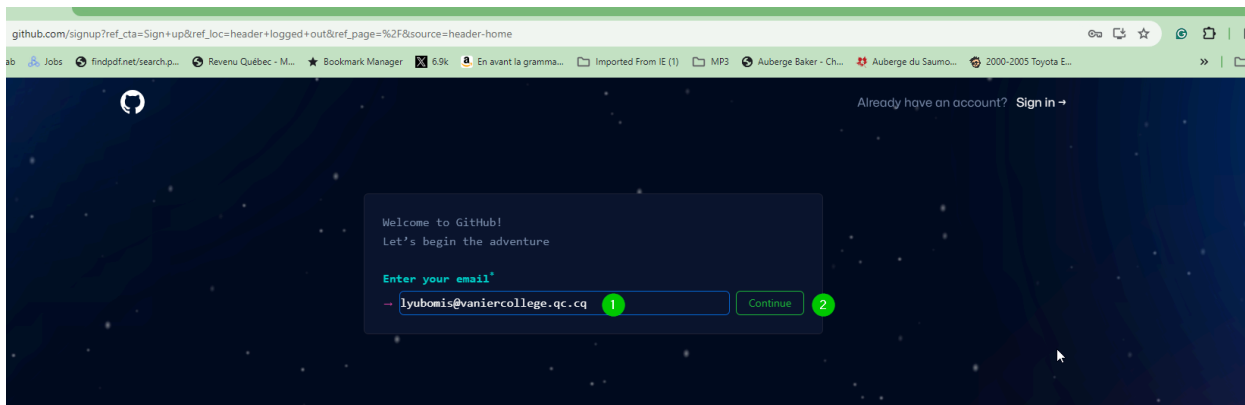 github.com/signup?ref_cta=Sign+up&ref_loc=header+logged+out&ref_page=%2F&source=header-home
ab Jobs findpdf.net/search.p... Revenu Québec - M... Bookmark Manager 6.9k En avant la gramma... Imported From IE (1) MP3 Auberge Baker - Ch... Auberge du Saumo... 2000-2005 Toyota E... »
Already have an account? Sign in →
Welcome to GitHub!
Let's begin the adventure
Enter your email*
→ lyubomis@vaniercollege.qc.cq 1 Continue 2